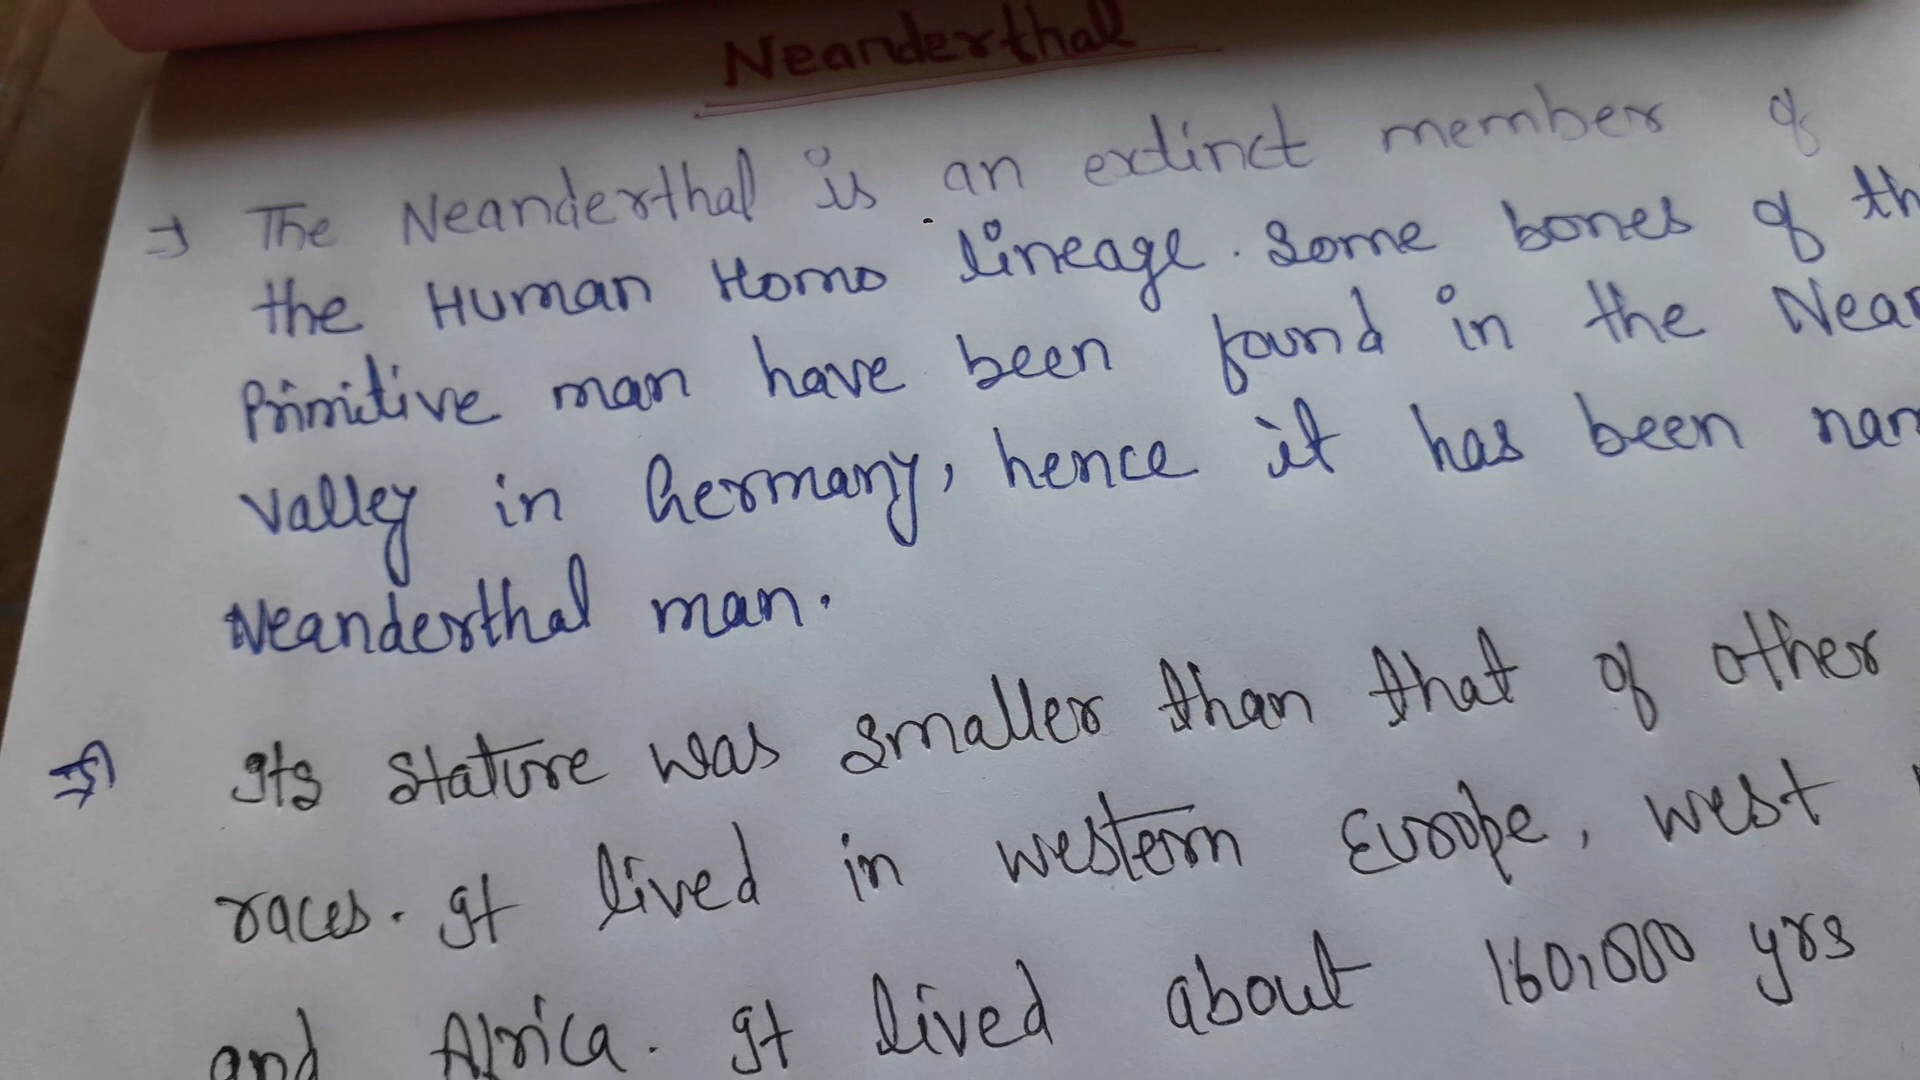 Neanderthal
⇒ The Neanderthal is an extinct member of
the Human Homo lineage. Some bones of th
Primitive man have been found in the Nean
valley in Germany, hence it has been nam
Neanderthal man.
⇒ Its stature was smaller than that of other
races. It lived in western Europe, west
and Africa. It lived about 160,000 yrs